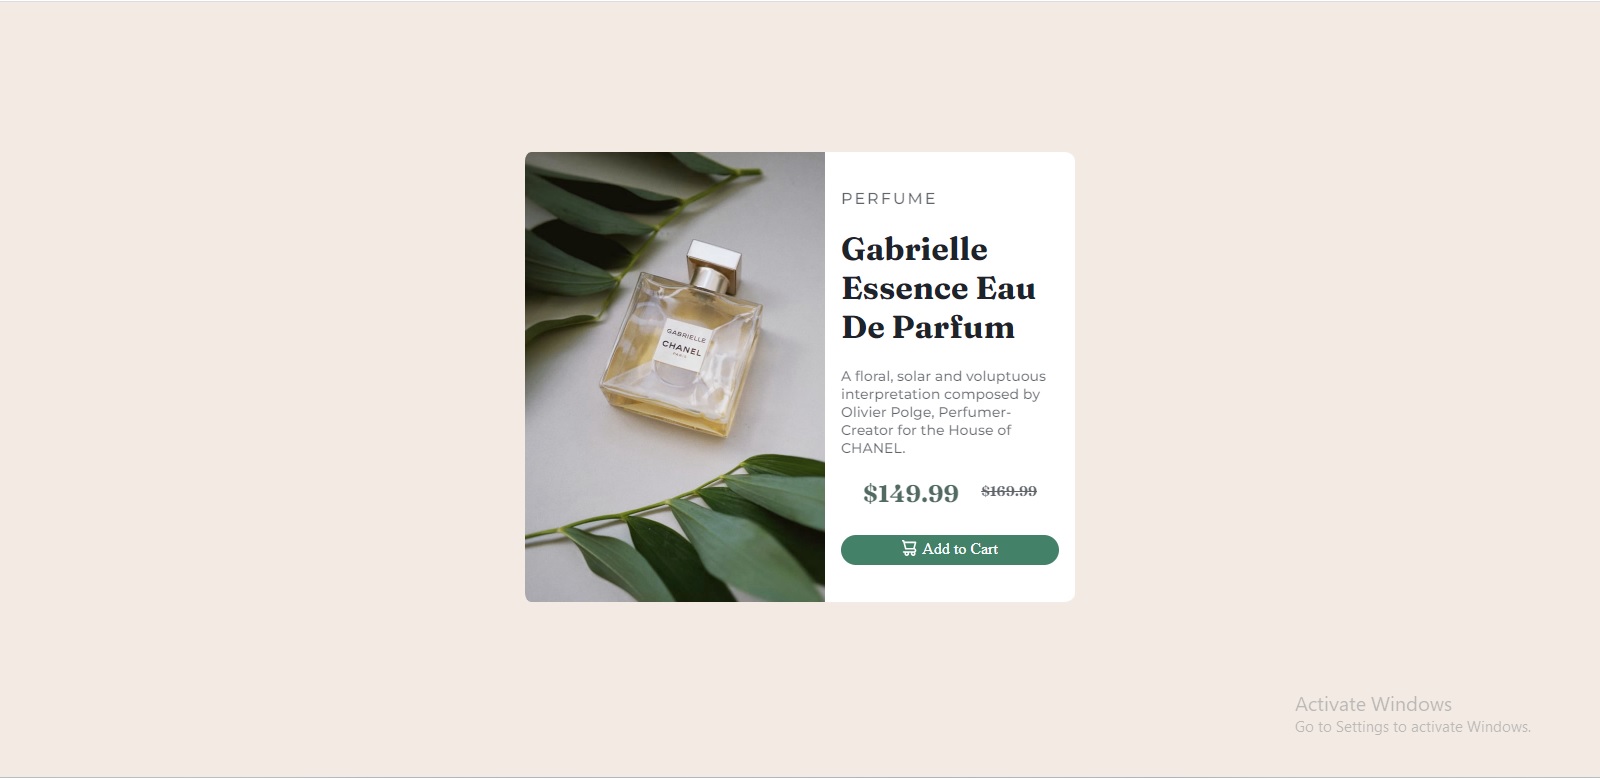 GABRIELLE
CHANEL
PARIS
PERFUME
Gabrielle
Essence Eau
De Parfum
A floral, solar and voluptuous
interpretation composed by
Olivier Polge, Perfumer-
Creator for the House of
CHANEL.
$149.99 $169.99
Add to Cart
Activate Windows
Go to Settings to activate Windows.